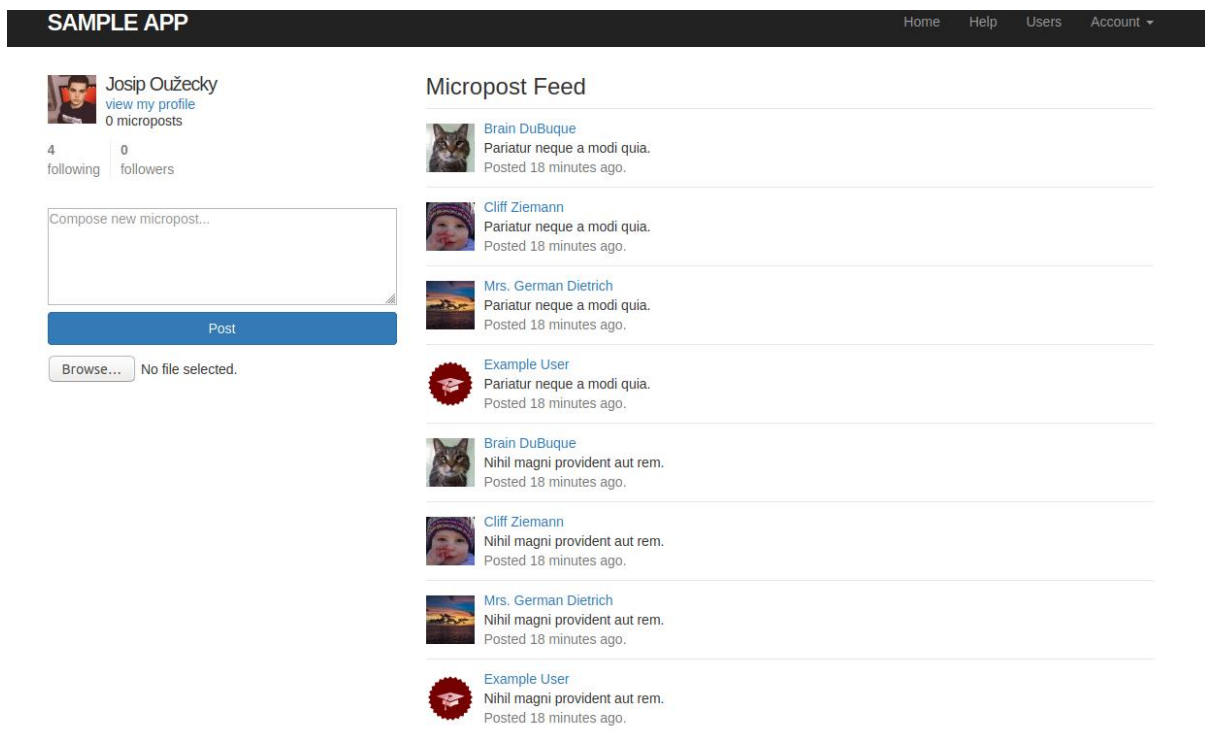 SAMPLE APP
Home Help Users Account
Josip Oužecky
view my profile
0 microposts
4 0
following followers
Compose new micropost...
Post
Browse... No file selected.
Micropost Feed
Brain DuBuque
Pariatur neque a modi quia.
Posted 18 minutes ago.
Cliff Ziemann
Pariatur neque a modi quia.
Posted 18 minutes ago.
Mrs. German Dietrich
Pariatur neque a modi quia.
Posted 18 minutes ago.
Example User
Pariatur neque a modi quia.
Posted 18 minutes ago.
Brain DuBuque
Nihil magni provident aut rem.
Posted 18 minutes ago.
Cliff Ziemann
Nihil magni provident aut rem.
Posted 18 minutes ago.
Mrs. German Dietrich
Nihil magni provident aut rem.
Posted 18 minutes ago.
Example User
Nihil magni provident aut rem.
Posted 18 minutes ago.